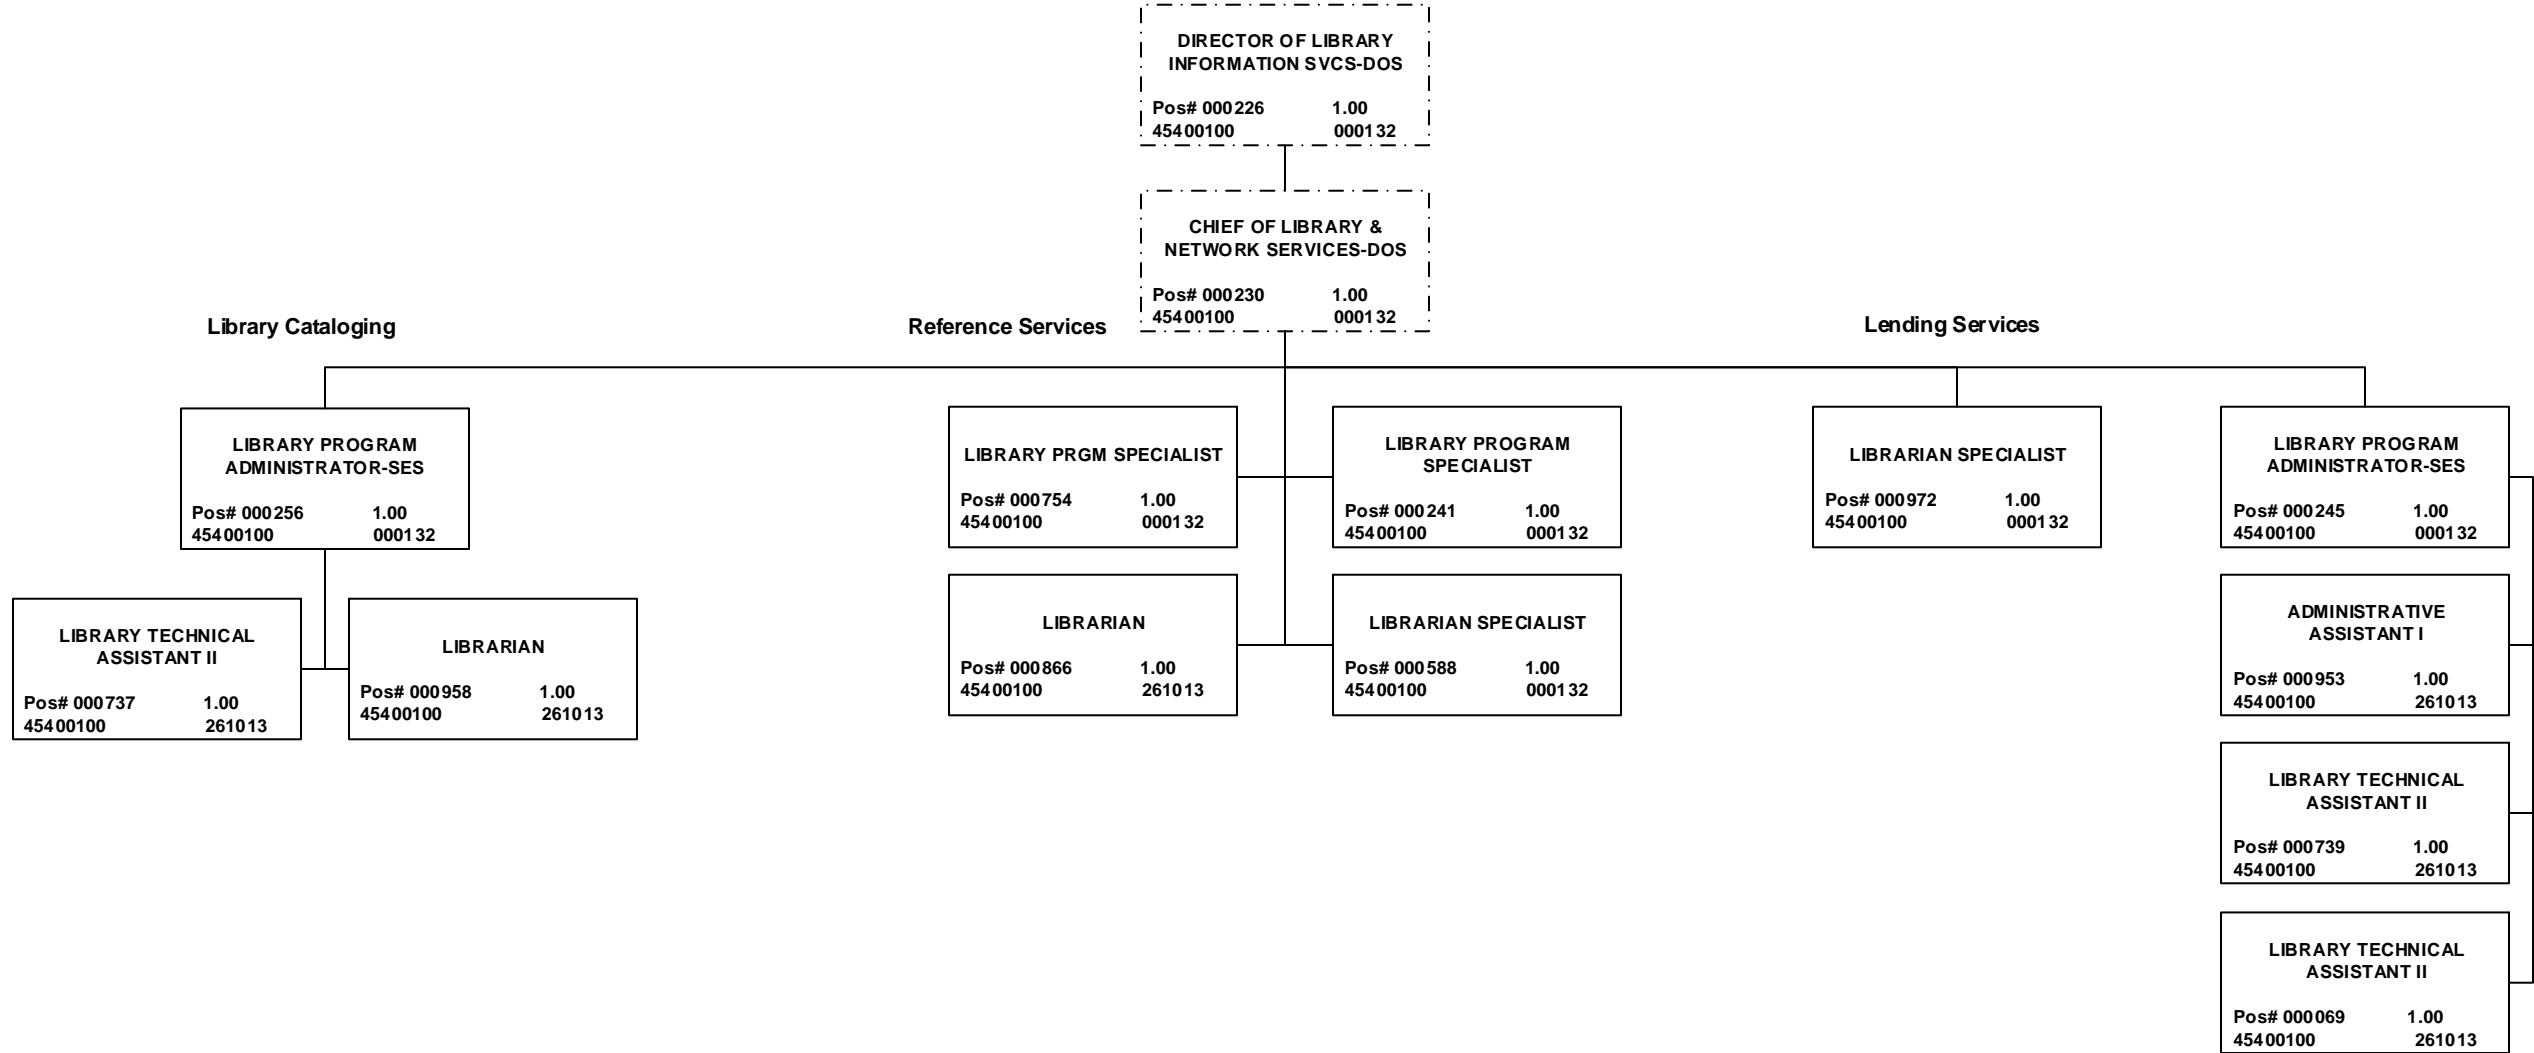 DIRECTOR OF LIBRARY
INFORMATION SVCS-DOS
Pos# 000226 1.00
45400100 000132
CHIEF OF LIBRARY &
NETWORK SERVICES-DOS
Pos# 000230 1.00
45400100 000132
Library Cataloging
Reference Services
Lending Services
LIBRARY PROGRAM
ADMINISTRATOR-SES
Pos# 000256 1.00
45400100 000132
LIBRARY PRGM SPECIALIST
Pos# 000754 1.00
45400100 000132
LIBRARY PROGRAM
SPECIALIST
Pos# 000241 1.00
45400100 000132
LIBRARIAN SPECIALIST
Pos# 000972 1.00
45400100 000132
LIBRARY PROGRAM
ADMINISTRATOR-SES
Pos# 000245 1.00
45400100 000132
LIBRARY TECHNICAL
ASSISTANT II
Pos# 000737 1.00
45400100 261013
LIBRARIAN
Pos# 000958 1.00
45400100 261013
LIBRARIAN
Pos# 000866 1.00
45400100 261013
LIBRARIAN SPECIALIST
Pos# 000588 1.00
45400100 000132
ADMINISTRATIVE
ASSISTANT I
Pos# 000953 1.00
45400100 261013
LIBRARY TECHNICAL
ASSISTANT II
Pos# 000739 1.00
45400100 261013
LIBRARY TECHNICAL
ASSISTANT II
Pos# 000069 1.00
45400100 261013